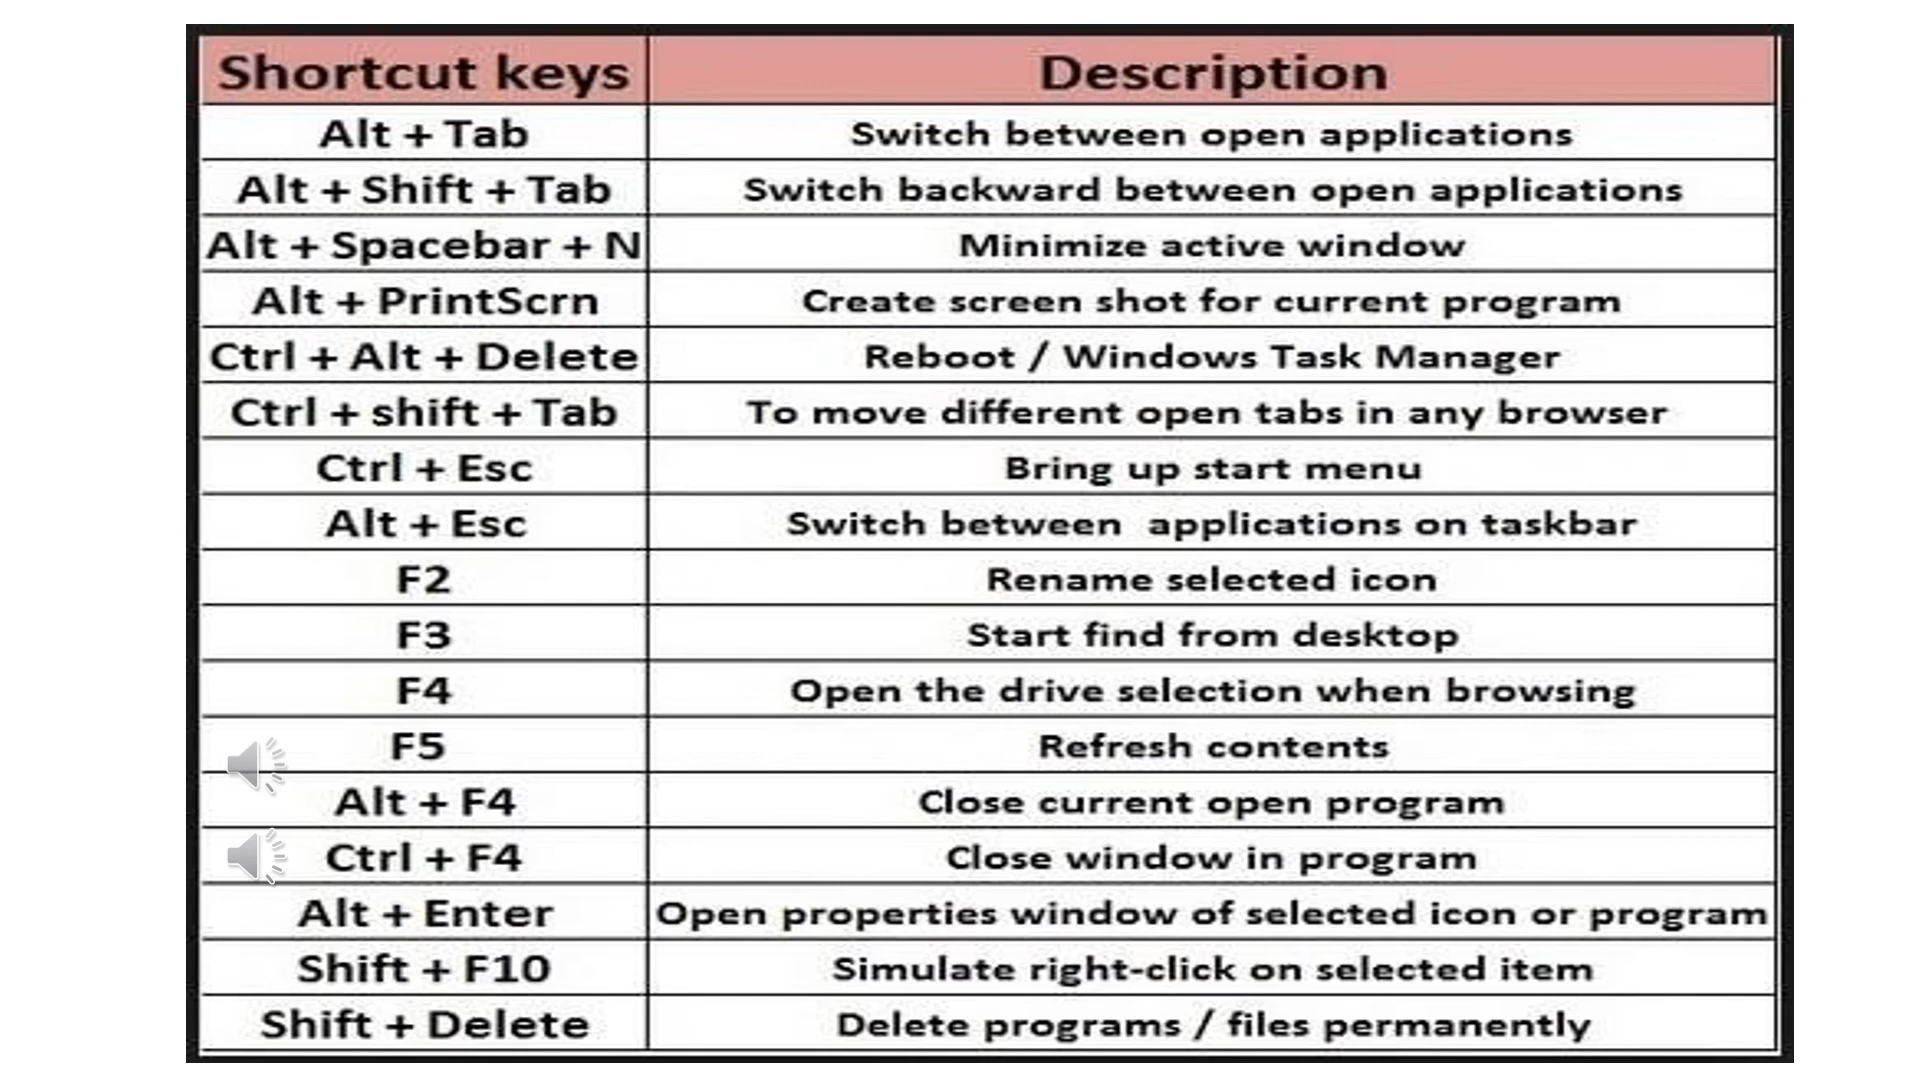 Shortcut keys Description
Alt + Tab Switch between open applications
Alt + Shift + Tab Switch backward between open applications
Alt + Spacebar + N Minimize active window
Alt + PrintScrn Create screen shot for current program
Ctrl + Alt + Delete Reboot / Windows Task Manager
Ctrl + shift + Tab To move different open tabs in any browser
Ctrl + Esc Bring up start menu
Alt + Esc Switch between applications on taskbar
F2 Rename selected icon
F3 Start find from desktop
F4 Open the drive selection when browsing
F5 Refresh contents
Alt + F4 Close current open program
Ctrl + F4 Close window in program
Alt + Enter Open properties window of selected icon or program
Shift + F10 Simulate right-click on selected item
Shift + Delete Delete programs / files permanently